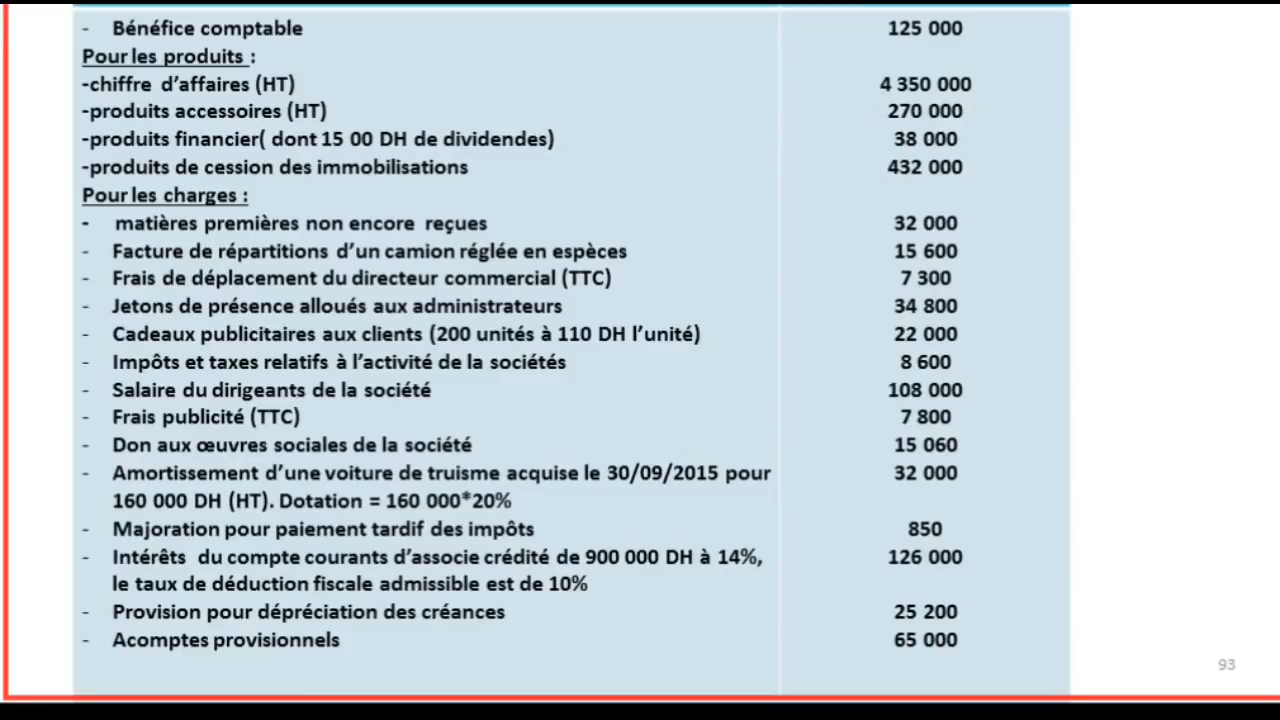 - Bénéfice comptable 125 000
Pour les produits :
-chiffre d'affaires (HT) 4 350 000
-produits accessoires (HT) 270 000
-produits financier( dont 15 00 DH de dividendes) 38 000
-produits de cession des immobilisations 432 000
Pour les charges :
- matières premières non encore reçues 32 000
- Facture de répartitions d'un camion réglée en espèces 15 600
- Frais de déplacement du directeur commercial (TTC) 7 300
- Jetons de présence alloués aux administrateurs 34 800
- Cadeaux publicitaires aux clients (200 unités à 110 DH l'unité) 22 000
- Impôts et taxes relatifs à l'activité de la sociétés 8 600
- Salaire du dirigeants de la société 108 000
- Frais publicité (TTC) 7 800
- Don aux œuvres sociales de la société 15 060
- Amortissement d'une voiture de truisme acquise le 30/09/2015 pour 32 000
160 000 DH (HT). Dotation = 160 000*20%
- Majoration pour paiement tardif des impôts 850
- Intérêts du compte courants d'associe crédité de 900 000 DH à 14%, 126 000
le taux de déduction fiscale admissible est de 10%
- Provision pour dépréciation des créances 25 200
- Acomptes provisionnels 65 000
93